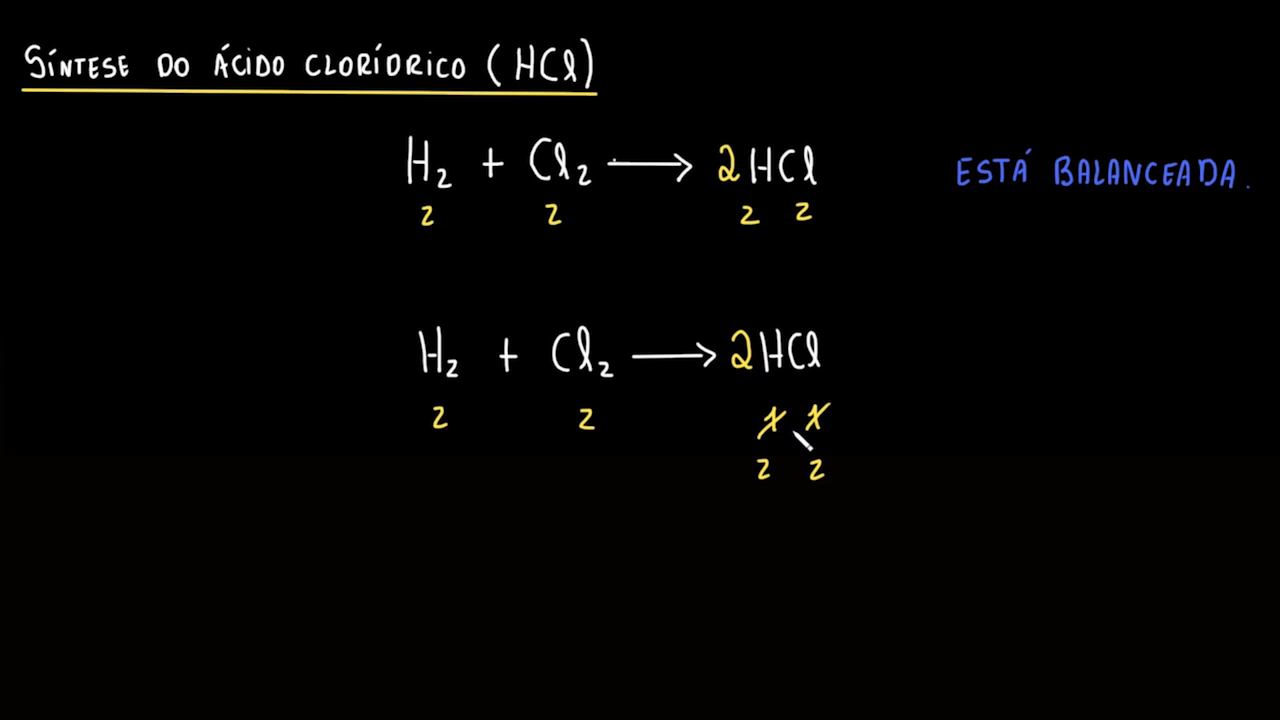 SÍNTESE DO ÁCIDO CLORÍDRICO (HCl)
H2 + Cl2 → 2HCl ESTÁ BALANCEADA.
2 2 2 2
H2 + Cl2 → 2HCl
2 2 1 1
2 2